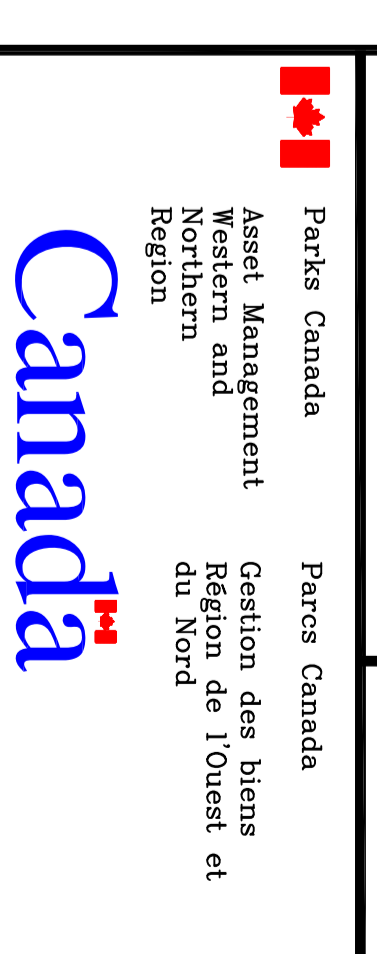 Parks Canada
Asset Management
Western and
Northern
Region
Parcs Canada
Gestion des biens
Région de l'Ouest et
du Nord
Canada